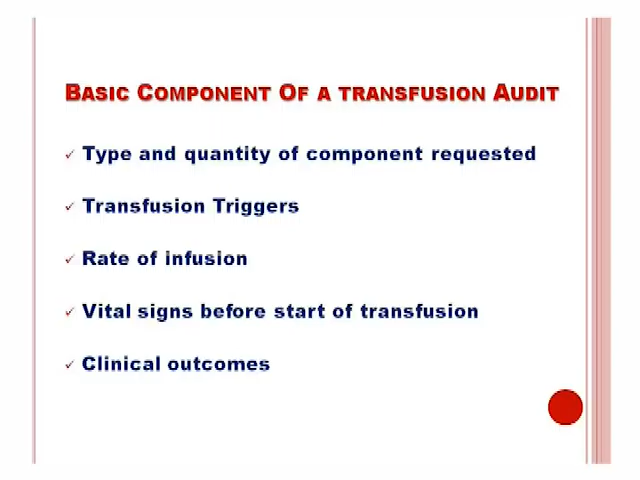 Basic Component Of a transfusion Audit
Type and quantity of component requested
Transfusion Triggers
Rate of infusion
Vital signs before start of transfusion
Clinical outcomes